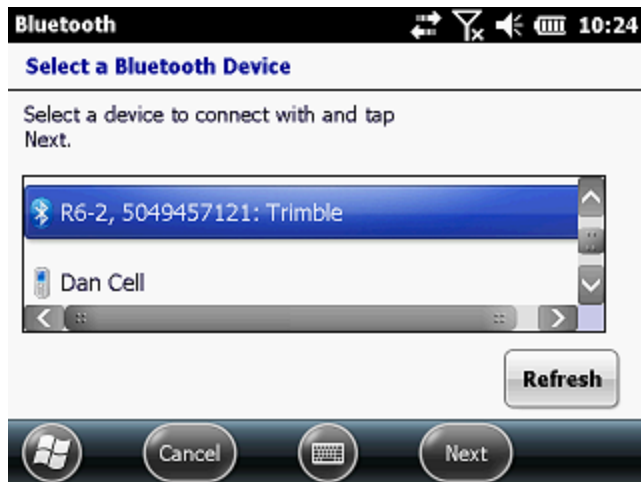 Bluetooth 10:24
Select a Bluetooth Device
Select a device to connect with and tap
Next.
R6-2, 5049457121: Trimble
Dan Cell
Refresh
Cancel Next